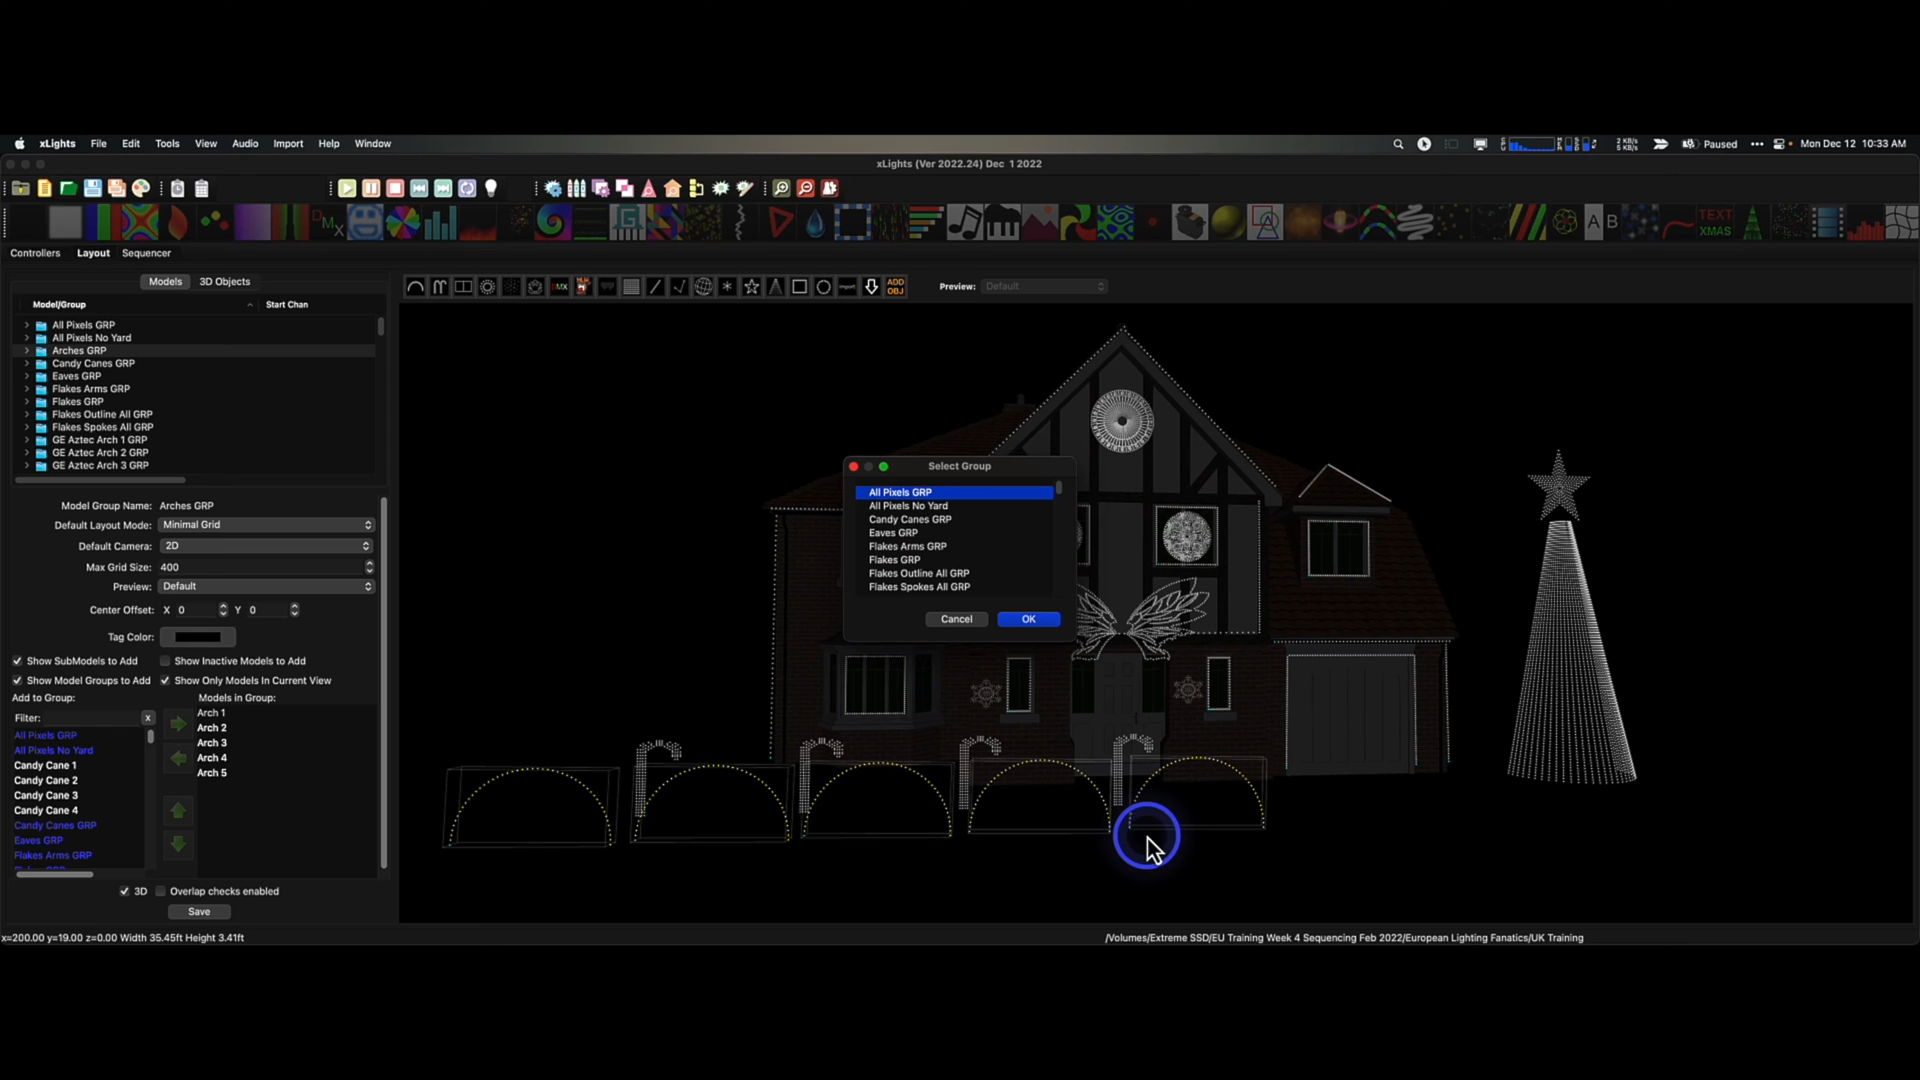 xLights File Edit Tools View Audio Import Help Window
2 KB/s
5 KB/s
Paused
Mon Dec 12 10:33 AM
xLights (Ver 2022.24) Dec 1 2022
DMX
A B
TEXT
XMAS
Controllers Layout Sequencer
Models 3D Objects
DMX
ADD
OBJ
Preview: Default
Model/Group Start Chan
All Pixels GRP
All Pixels No Yard
Arches GRP
Candy Canes GRP
Eaves GRP
Flakes Arms GRP
Flakes GRP
Flakes Outline All GRP
Flakes Spokes All GRP
GE Aztec Arch 1 GRP
GE Aztec Arch 2 GRP
GE Aztec Arch 3 GRP
Model Group Name: Arches GRP
Default Layout Mode: Minimal Grid
Default Camera: 2D
Max Grid Size: 400
Preview: Default
Center Offset: X 0 Y 0
Tag Color:
Show SubModels to Add Show Inactive Models to Add
Show Model Groups to Add Show Only Models In Current View
Add to Group: Models in Group:
Filter: x
All Pixels GRP
All Pixels No Yard
Candy Cane 1
Candy Cane 2
Candy Cane 3
Candy Cane 4
Candy Canes GRP
Eaves GRP
Flakes Arms GRP
Arch 1
Arch 2
Arch 3
Arch 4
Arch 5
3D Overlap checks enabled
Save
Select Group
All Pixels GRP
All Pixels No Yard
Candy Canes GRP
Eaves GRP
Flakes Arms GRP
Flakes GRP
Flakes Outline All GRP
Flakes Spokes All GRP
Cancel OK
x=200.00 y=19.00 z=0.00 Width 35.45ft Height 3.41ft
/Volumes/Extreme SSD/EU Training Week 4 Sequencing Feb 2022/European Lighting Fanatics/UK Training